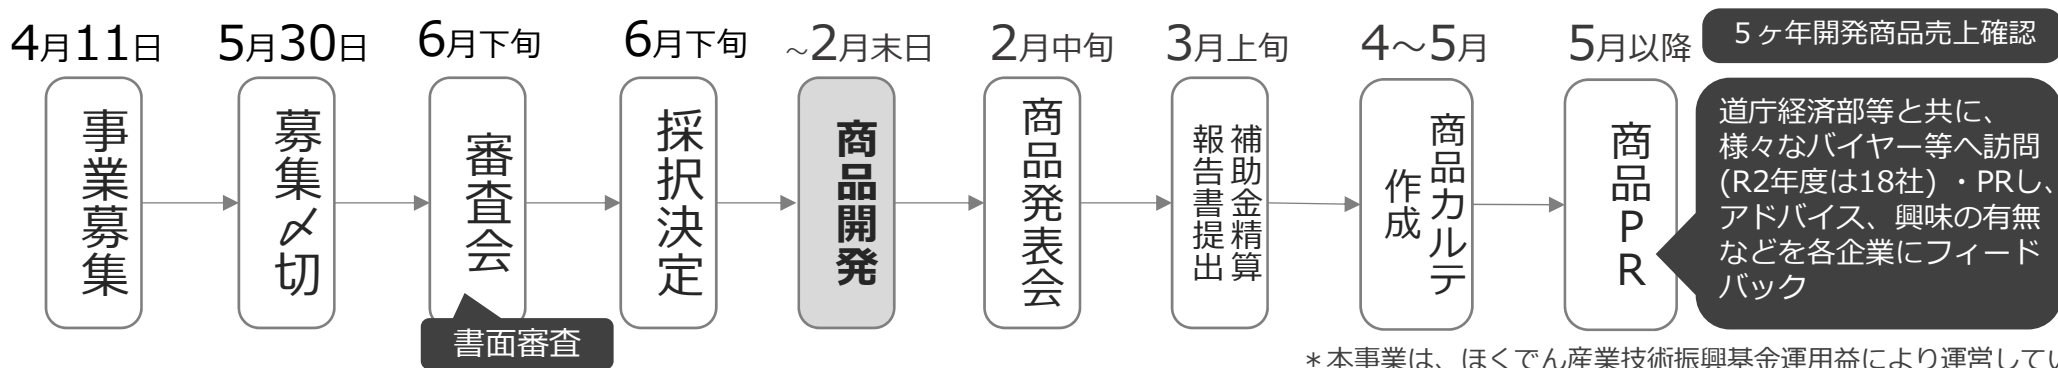 4月11日
5月30日
6月下旬
6月下旬
~2月末日
2月中旬
3月上旬
4～5月
5月以降
5ヶ年開発商品売上確認
事業募集
募集〆切
審査会
採択決定
商品開発
商品発表会
補助金精算
報告書提出
商品カルテ
作成
商品PR
道庁経済部等と共に、
様々なバイヤー等へ訪問
(R2年度は18社) ・PRし、
アドバイス、興味の有無
などを各企業にフィード
バック
書面審査
＊本事業は、ほくでん産業技術振興基金運用益により運営してい